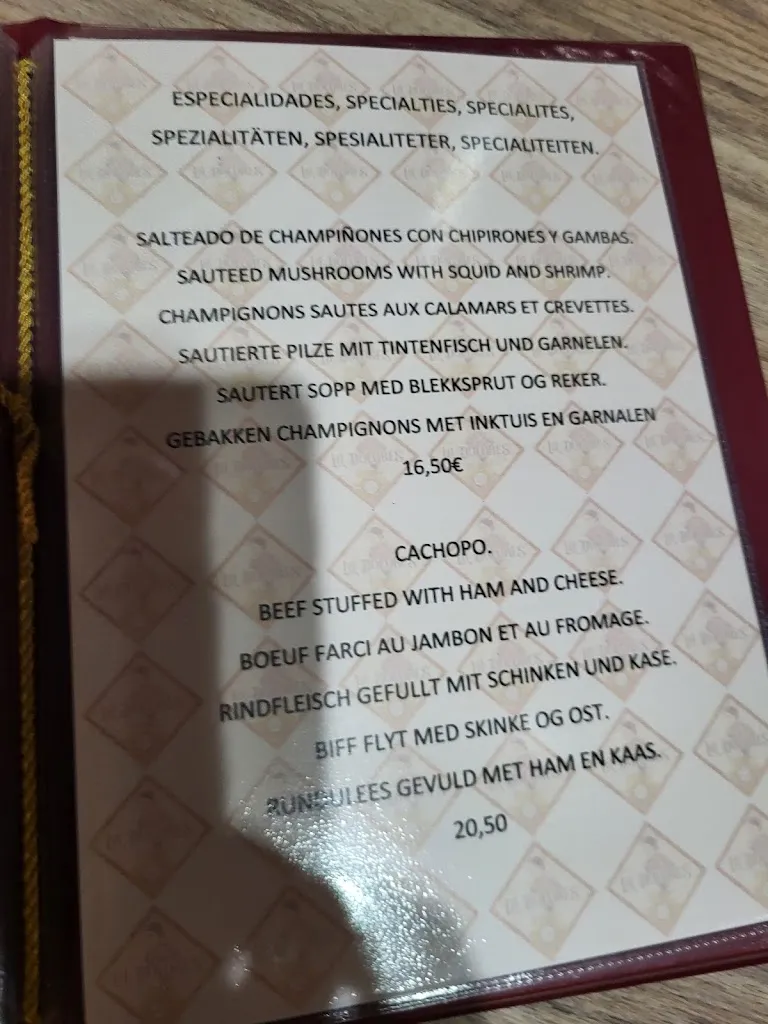 ESPECIALIDADES, SPECIALTIES, SPECIALITES,
SPEZIALITÄTEN, SPESIALITETER, SPECIALITEITEN.
SALTEADO DE CHAMPIÑONES CON CHIPIRONES Y GAMBAS.
SAUTEED MUSHROOMS WITH SQUID AND SHRIMP.
CHAMPIGNONS SAUTES AUX CALAMARS ET CREVETTES.
SAUTIERTE PILZE MIT TINTENFISCH UND GARNELEN.
SAUTERT SOPP MED BLEKKSPRUT OG REKER.
GEBAKKEN CHAMPIGNONS MET INKTUIS EN GARNALEN
16,50€
CACHOPO.
BEEF STUFFED WITH HAM AND CHEESE.
BOEUF FARCI AU JAMBON ET AU FROMAGE.
RINDFLEISCH GEFULLT MIT SCHINKEN UND KASE.
BIFF FLYT MED SKINKE OG OST.
GEVULD MET HAM EN KAAS.
20,50